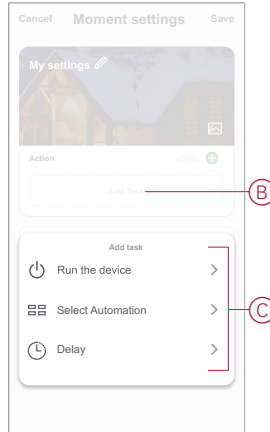 Cancel Moment settings Save
My settings
Action
Add Task
B
Add task
Run the device
Select Automation
C
Delay